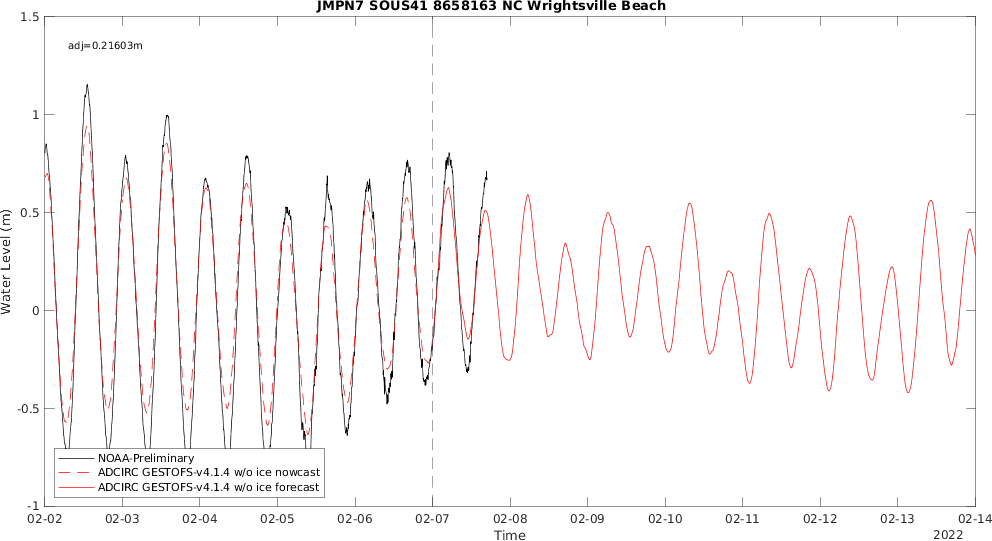 JMPN7 SOUS41 8658163 NC Wrightsville Beach
1.5
adj=0.21603m
1
0.5
0
-0.5
-1
Water Level (m)
NOAA-Preliminary
ADCIRC GESTOFS-v4.1.4 w/o ice nowcast
ADCIRC GESTOFS-v4.1.4 w/o ice forecast
02-02 02-03 02-04 02-05 02-06 02-07 02-08 02-09 02-10 02-11 02-12 02-13 02-14
Time
2022